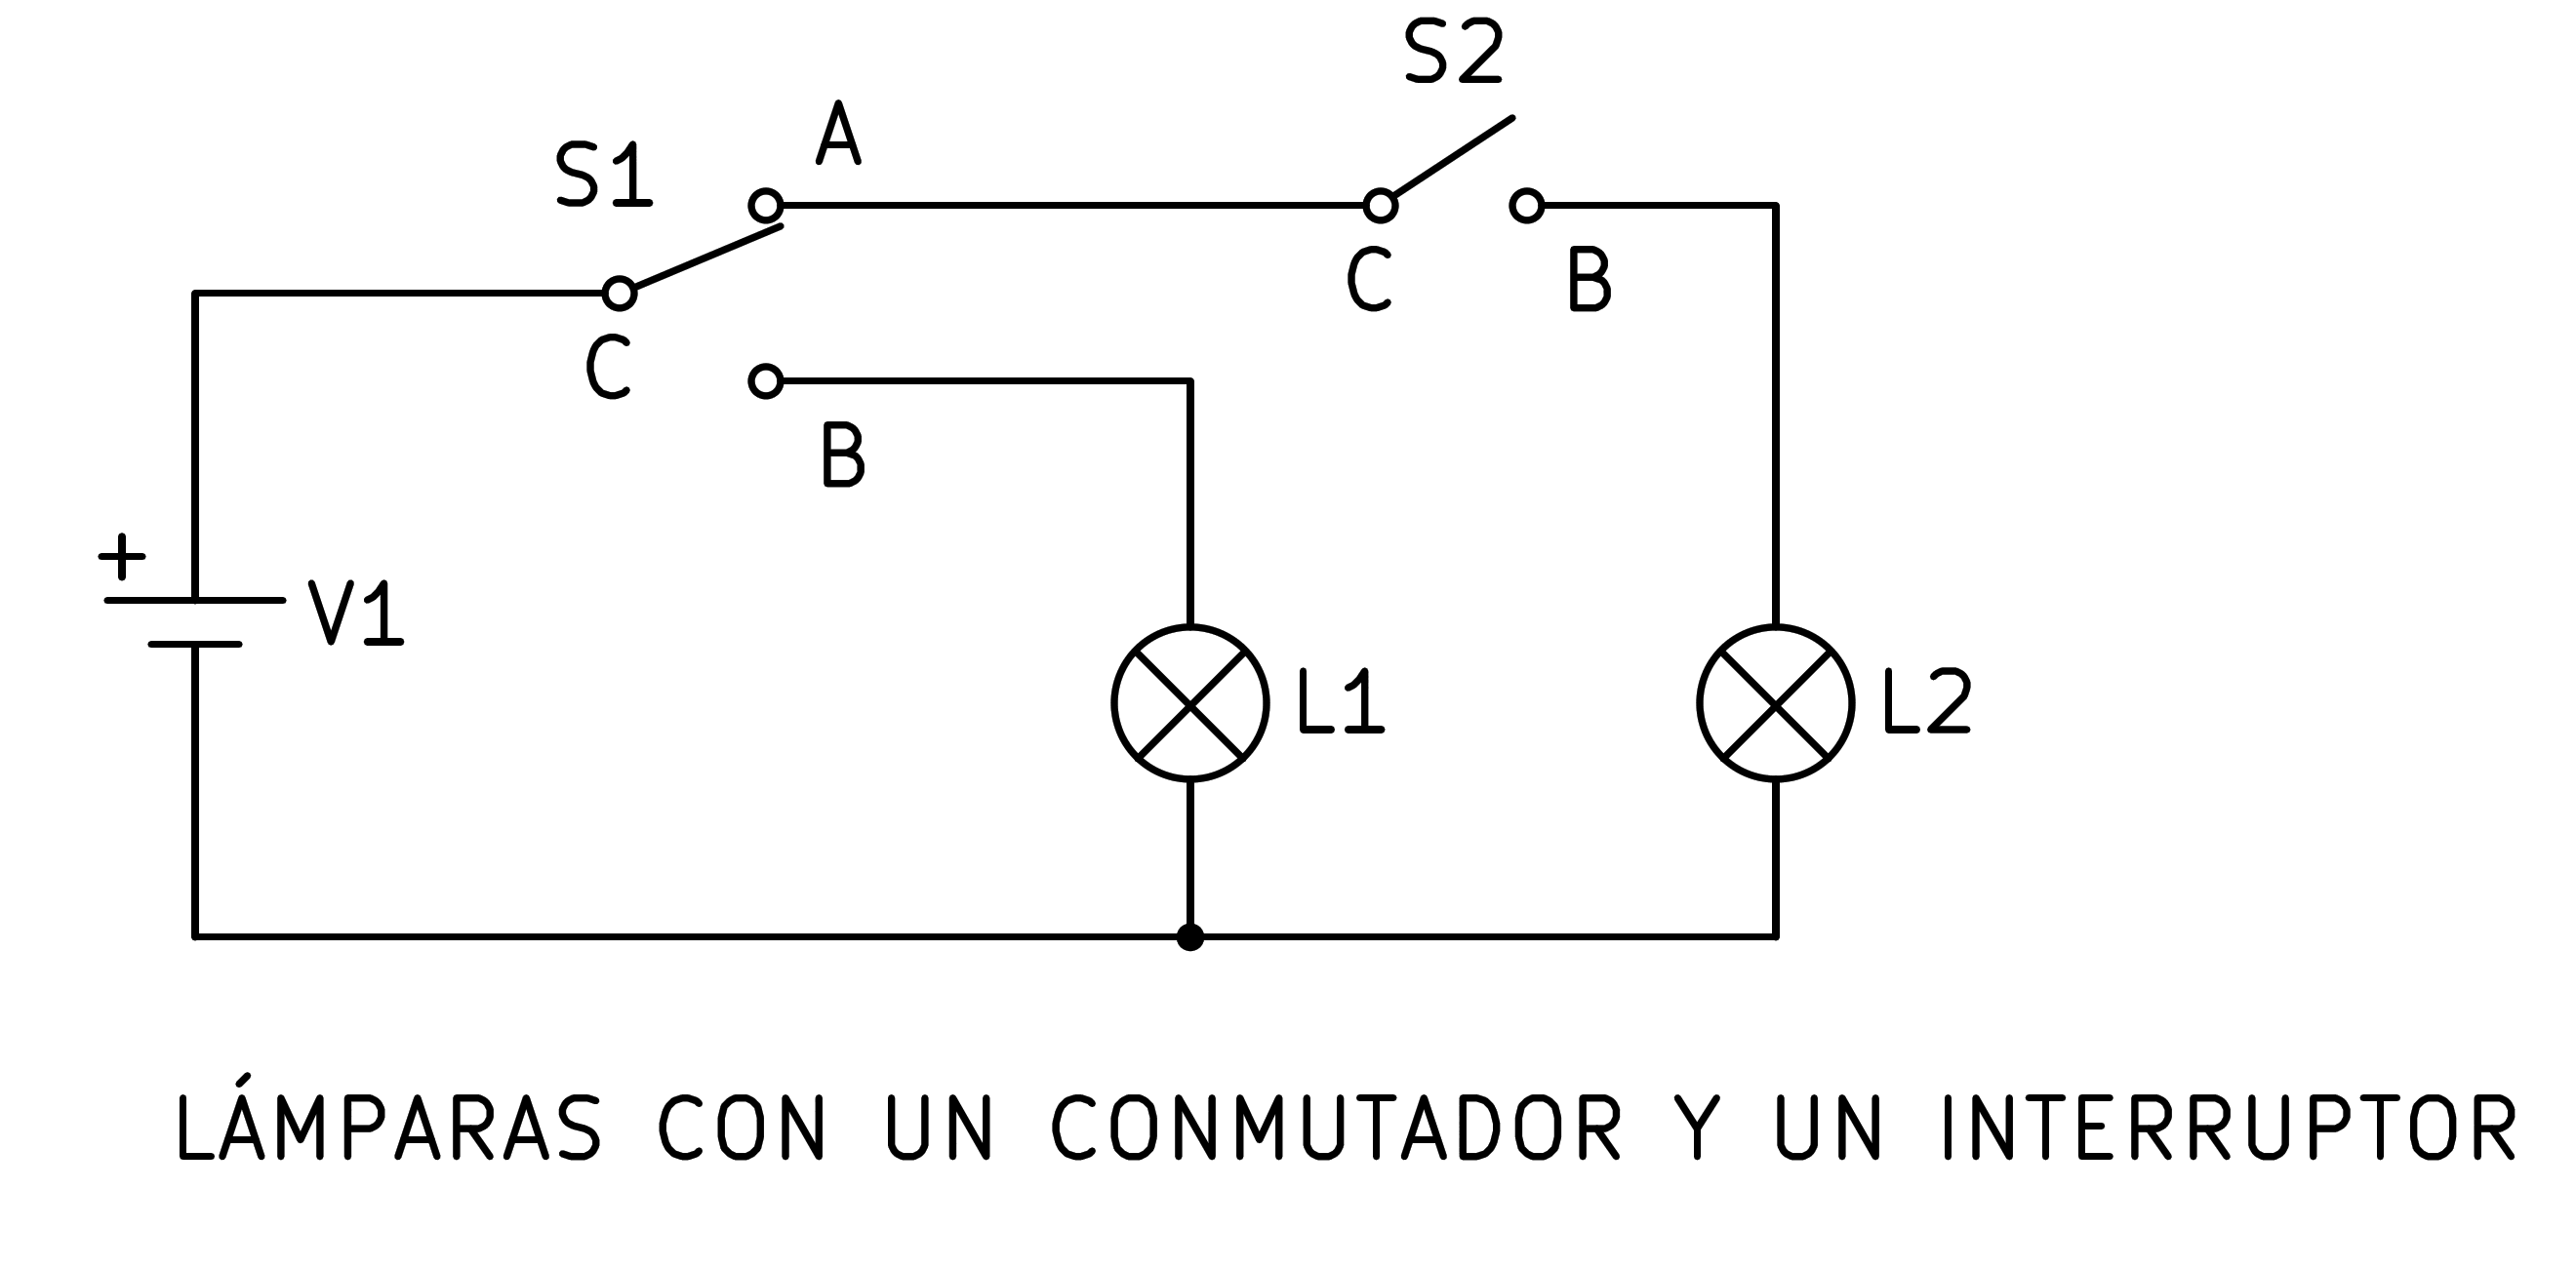 S2
A
S1
C
B
C
B
+
V1
L1
L2
LÁMPARAS CON UN CONMUTADOR Y UN INTERRUPTOR